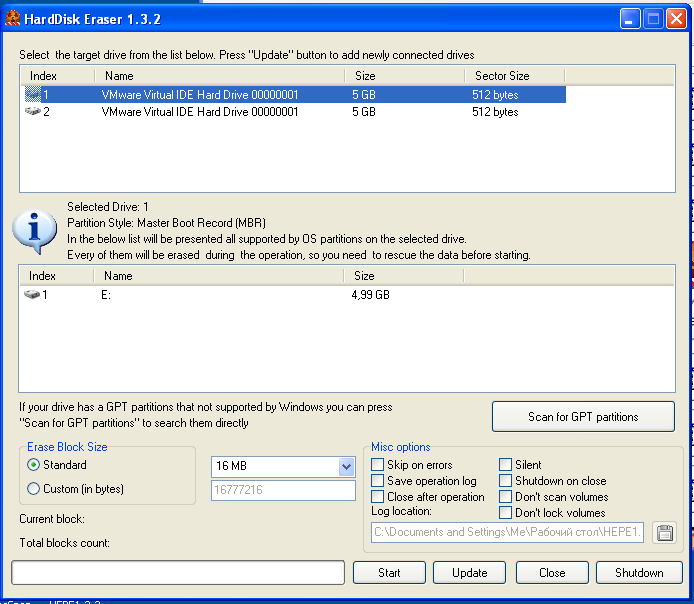 HardDisk Eraser 1.3.2
Select the target drive from the list below. Press "Update" button to add newly connected drives
Index Name Size Sector Size
1 VMware Virtual IDE Hard Drive 00000001 5 GB 512 bytes
2 VMware Virtual IDE Hard Drive 00000001 5 GB 512 bytes
Selected Drive: 1
Partition Style: Master Boot Record (MBR)
In the below list will be presented all supported by OS partitions on the selected drive.
Every of them will be erased during the operation, so you need to rescue the data before starting.
Index Name Size
1 E: 4,99 GB
If your drive has a GPT partitions that not supported by Windows you can press
"Scan for GPT partitions" to search them directly
Scan for GPT partitions
Erase Block Size
Standard
16 MB
Custom (in bytes)
16777216
Misc options
Skip on errors
Silent
Save operation log
Shutdown on close
Close after operation
Don't scan volumes
Log location:
Don't lock volumes
C:\Documents and Settings\Me\Рабочий стол\HEPE1.
Current block:
Total blocks count:
Start
Update
Close
Shutdown